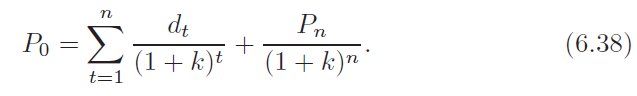 P_0 = \sum_{t=1}^{n} \frac{d_t}{(1+k)^t} + \frac{P_n}{(1+k)^n}. (6.38)